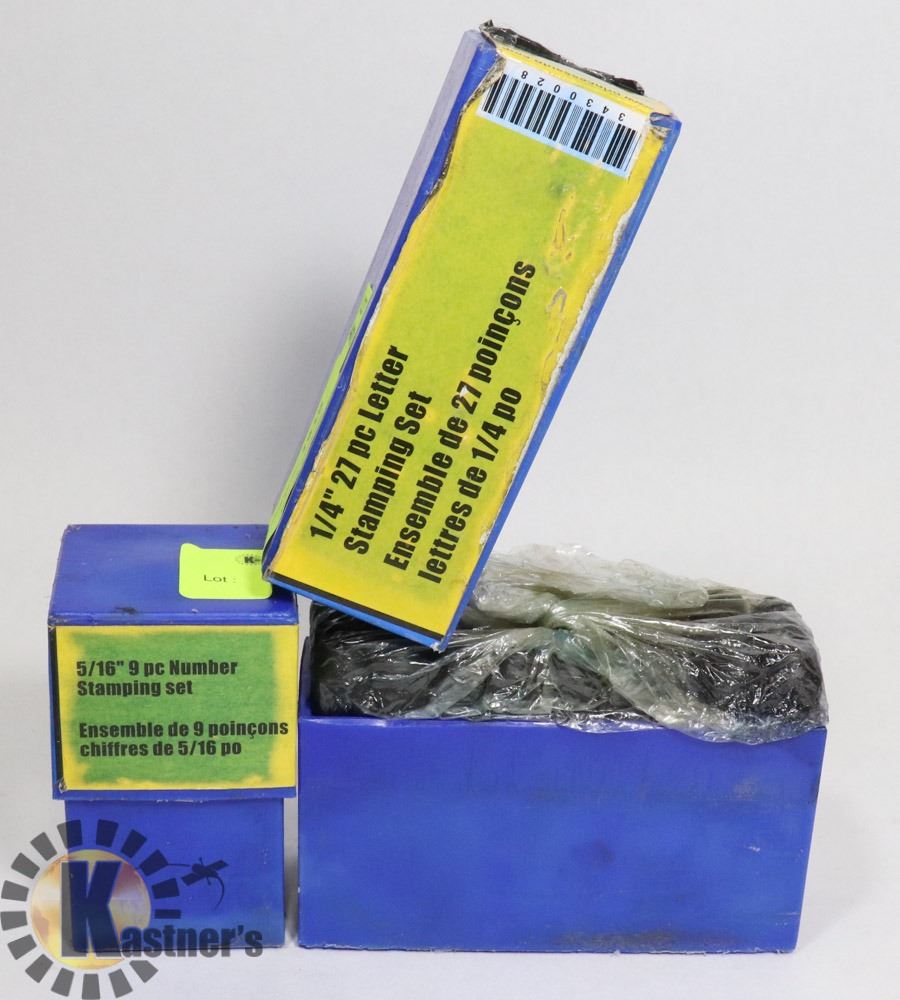 34300028
1/4" 27 pc Letter
Stamping Set
Ensemble de 27 poinçons
lettres de 1/4 po
Lot :
5/16" 9 pc Number
Stamping set
Ensemble de 9 poinçons
chiffres de 5/16 po
Kastner's